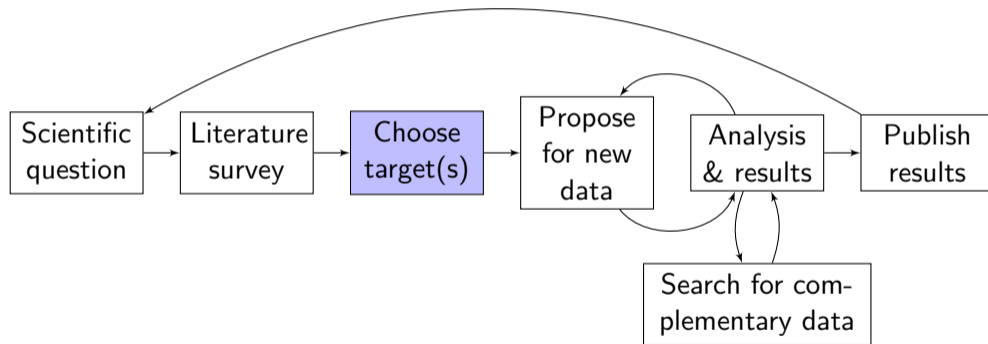 Scientific
question
Literature
survey
Choose
target(s)
Propose
for new
data
Analysis
& results
Publish
results
Search for com-
plementary data